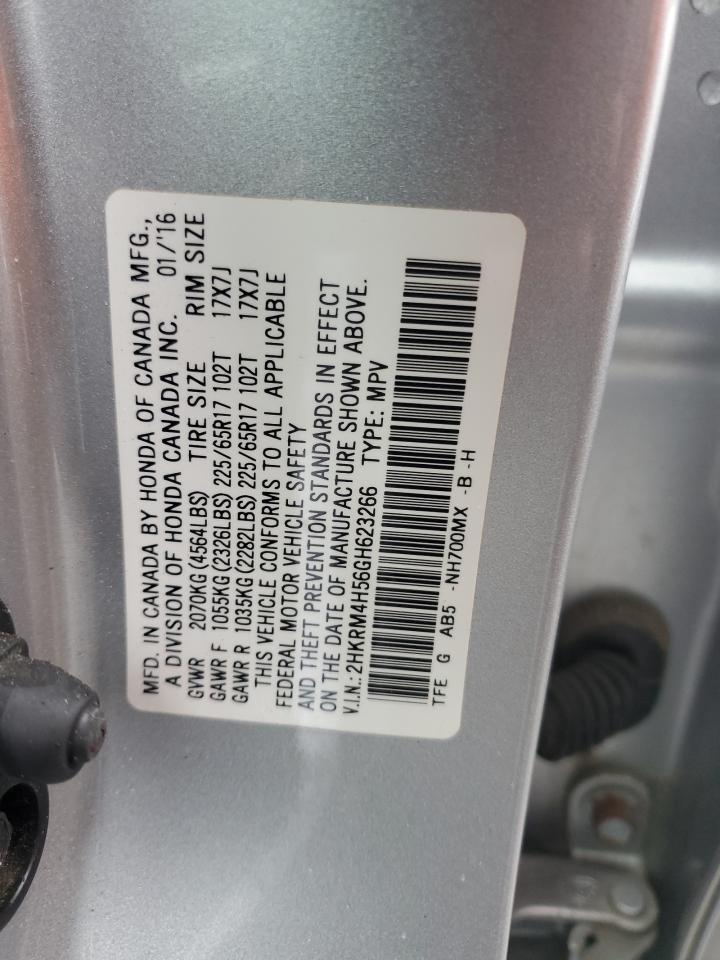 MFD. IN CANADA BY HONDA OF CANADA MFG.,
A DIVISION OF HONDA CANADA INC. 01/'16
GVWR 2070KG (4564LBS) TIRE SIZE RIM SIZE
GAWR F 1055KG (2326LBS) 225/65R17 102T 17X7J
GAWR R 1035KG (2282LBS) 225/65R17 102T 17X7J
THIS VEHICLE CONFORMS TO ALL APPLICABLE
FEDERAL MOTOR VEHICLE SAFETY
AND THEFT PREVENTION STANDARDS IN EFFECT
ON THE DATE OF MANUFACTURE SHOWN ABOVE.
V.I.N.: 2HKRM4H56GH623266 TYPE: MPV
TFE G AB5 -NH700MX -B -H